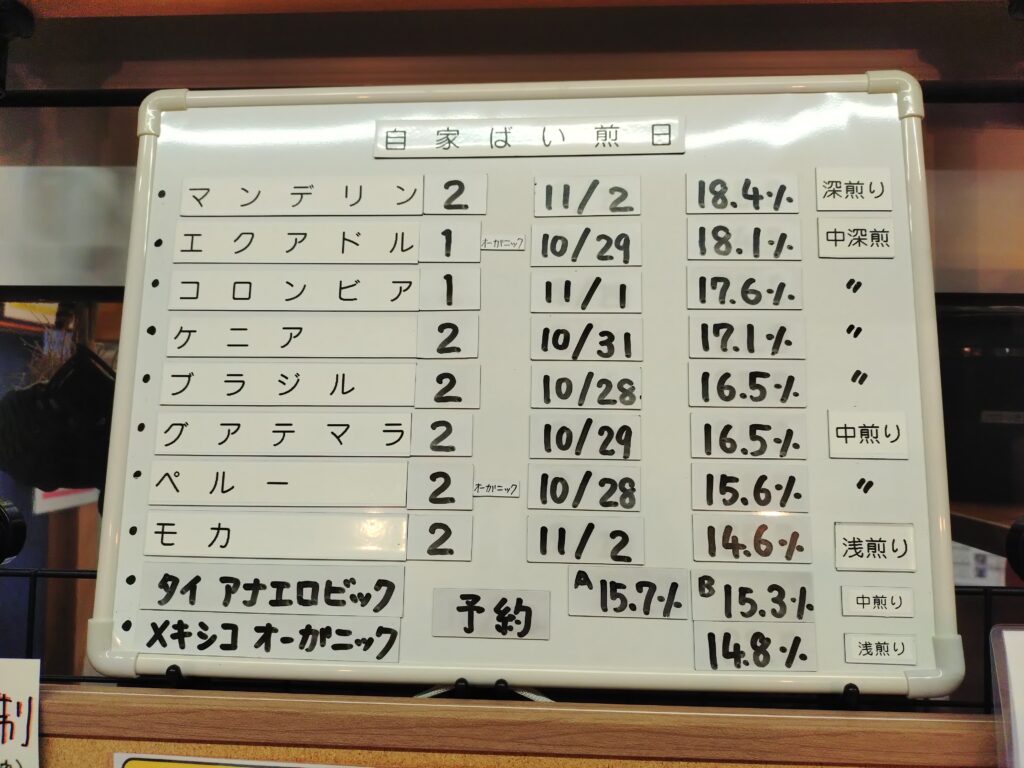 自家ばい煎日
・マンデリン 2 11/2 18.4% 深煎り
・エクアドル 1 オーガニック 10/29 18.1% 中深煎
・コロンビア 1 11/1 17.6% 〃
・ケニア 2 10/31 17.1% 〃
・ブラジル 2 10/28 16.5% 〃
・グアテマラ 2 10/29 16.5% 中煎り
・ペルー 2 オーガニック 10/28 15.6% 〃
・モカ 2 11/2 14.6% 浅煎り
・タイ アナエロビック 予約 A 15.7% B 15.3% 中煎り
・メキシコ オーガニック 14.8% 浅煎り